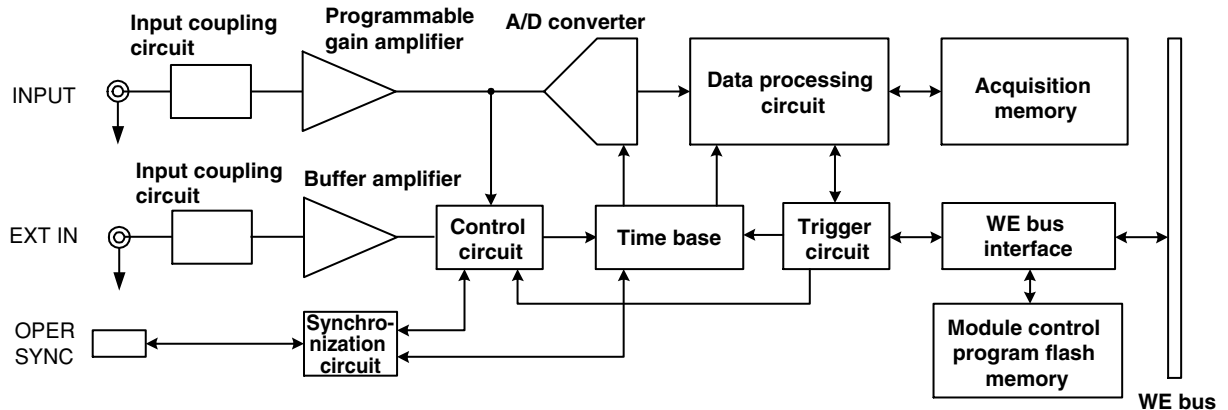 Input coupling
circuit
Programmable
gain amplifier
A/D converter
INPUT
Data processing
circuit
Acquisition
memory
Input coupling
circuit
Buffer amplifier
EXT IN
Control
circuit
Time base
Trigger
circuit
WE bus
interface
OPER
SYNC
Synchro-
nization
circuit
Module control
program flash
memory
WE bus